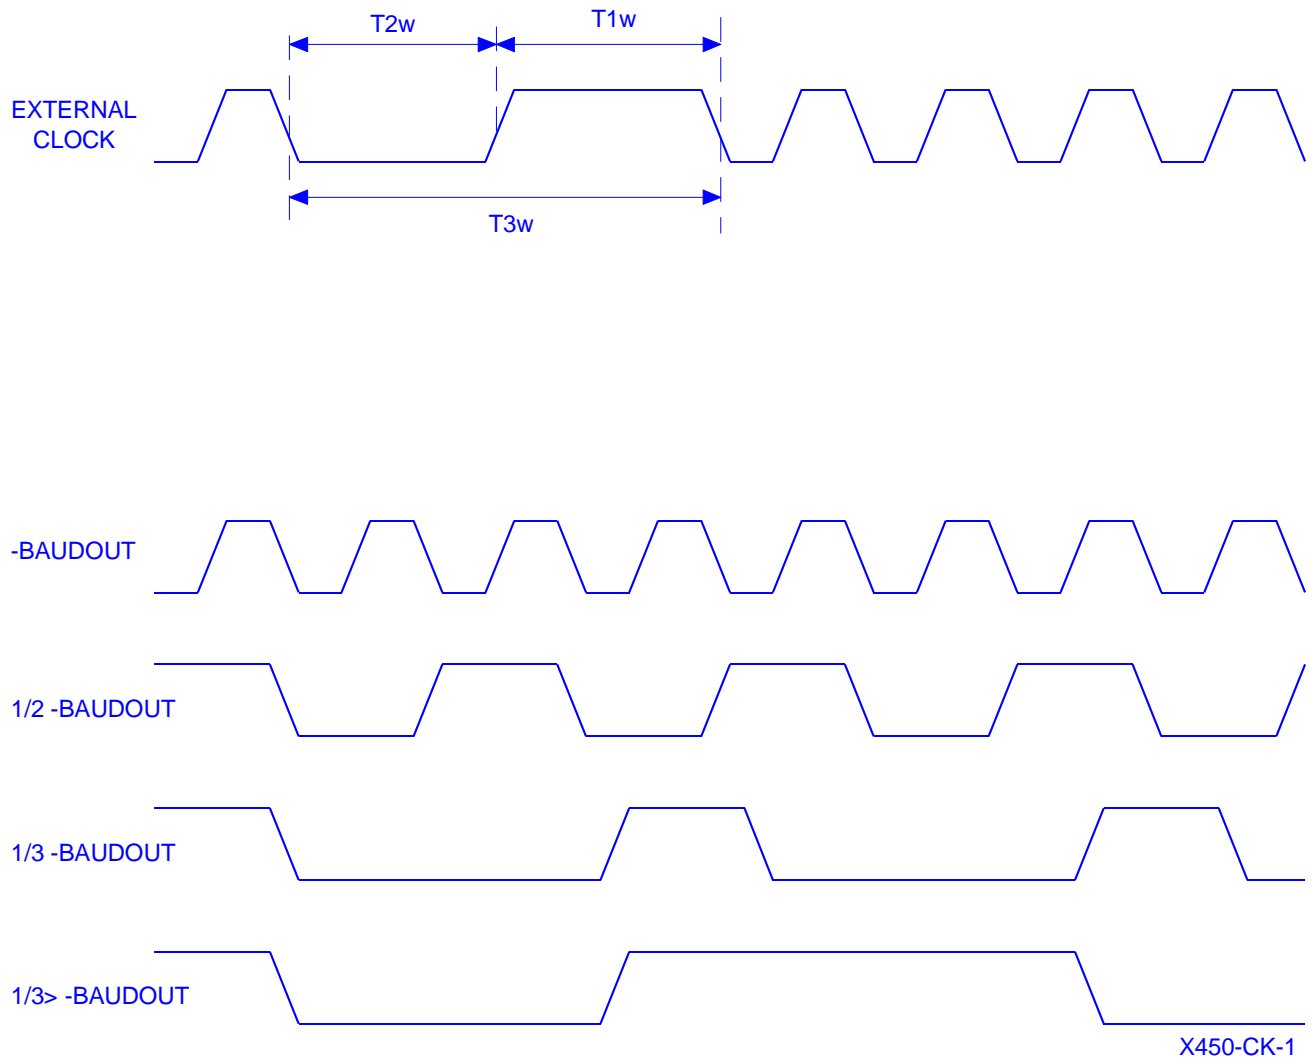 T2w
T1w
EXTERNAL
CLOCK
T3w
-BAUDOUT
1/2 -BAUDOUT
1/3 -BAUDOUT
1/3> -BAUDOUT
X450-CK-1